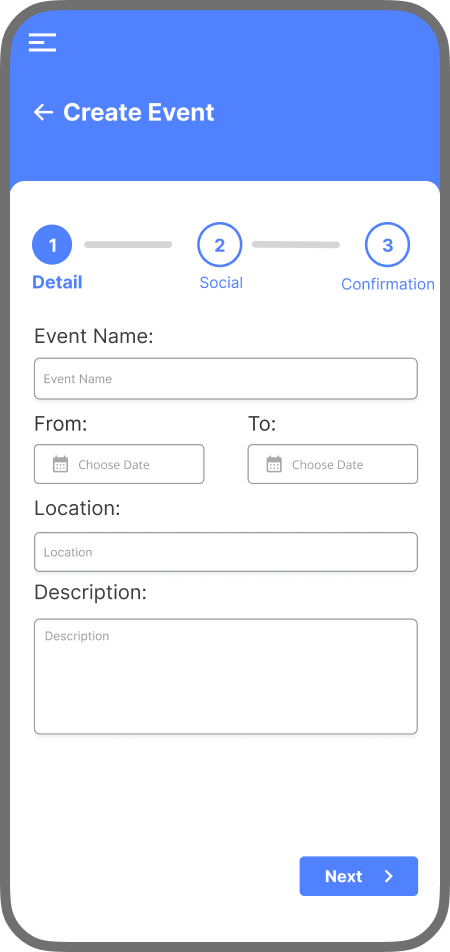 Create Event
1 2 3
Detail Social Confirmation
Event Name:
Event Name
From: To:
Choose Date Choose Date
Location:
Location
Description:
Description
Next